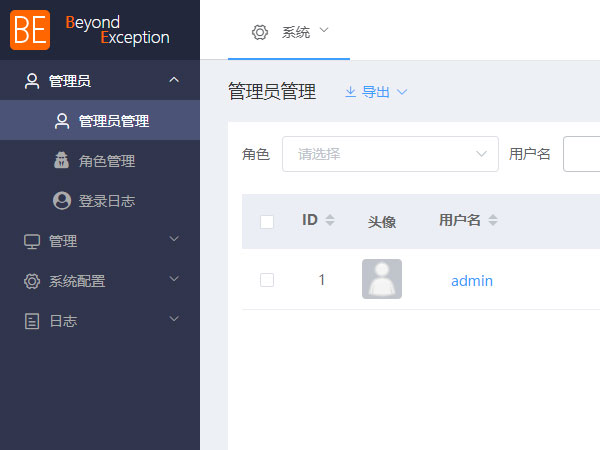 BE
Beyond
Exception
系统
管理员
管理员管理
角色管理
登录日志
管理
系统配置
日志
管理员管理
导出
角色 请选择 用户名
ID 头像 用户名
1 admin